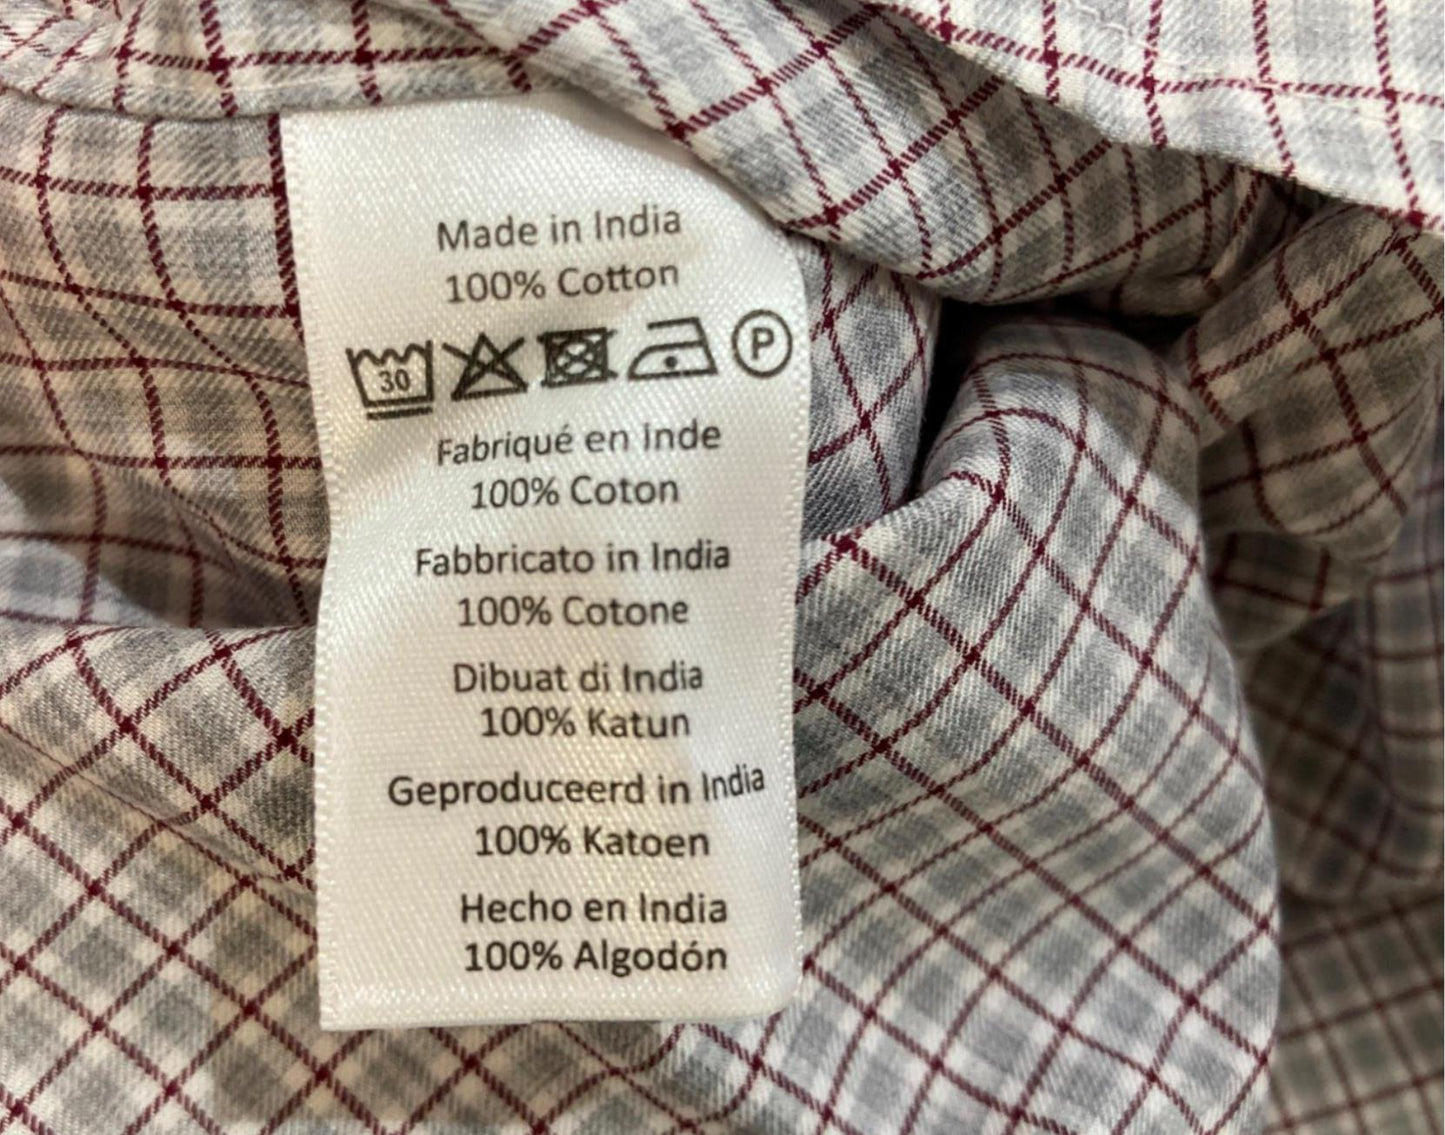 Made in India
100% Cotton
30 P
Fabriqué en Inde
100% Coton
Fabbricato in India
100% Cotone
Dibuat di India
100% Katun
Geproduceerd in India
100% Katoen
Hecho en India
100% Algodón